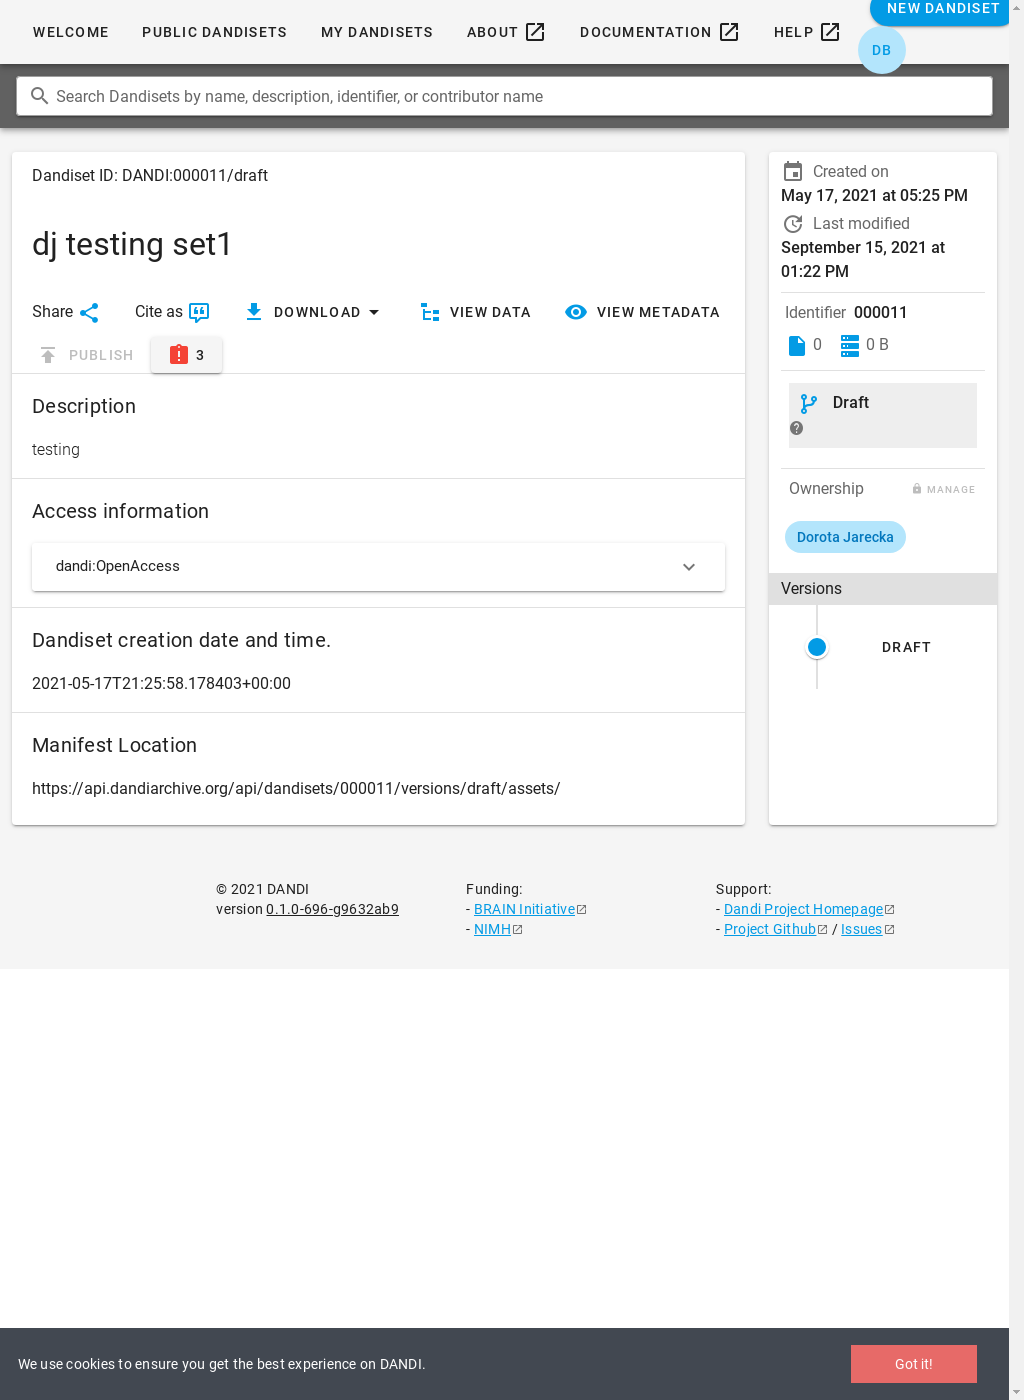 WELCOME
PUBLIC DANDISETS
MY DANDISETS
ABOUT
DOCUMENTATION
HELP
NEW DANDISET
DB
Search Dandisets by name, description, identifier, or contributor name
Dandiset ID: DANDI:000011/draft
dj testing set1
Share
Cite as
DOWNLOAD
VIEW DATA
VIEW METADATA
PUBLISH
3
Description
testing
Access information
dandi:OpenAccess
Dandiset creation date and time.
2021-05-17T21:25:58.178403+00:00
Manifest Location
https://api.dandiarchive.org/api/dandisets/000011/versions/draft/assets/
Created on
May 17, 2021 at 05:25 PM
Last modified
September 15, 2021 at
01:22 PM
Identifier 000011
0
0 B
Draft
Ownership
MANAGE
Dorota Jarecka
Versions
DRAFT
© 2021 DANDI
version 0.1.0-696-g9632ab9
Funding:
- BRAIN Initiative
- NIMH
Support:
- Dandi Project Homepage
- Project Github / Issues
We use cookies to ensure you get the best experience on DANDI.
Got it!